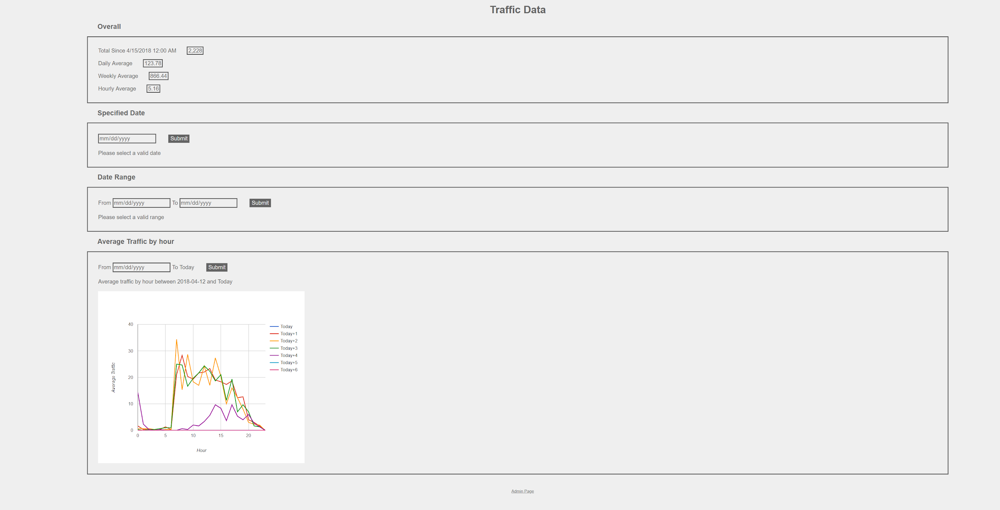 Traffic Data
Overall
Total Since 4/15/2018 12:00 AM 2,228
Daily Average 123.78
Weekly Average 866.44
Hourly Average 5.16
Specified Date
mm/dd/yyyy Submit
Please select a valid date
Date Range
From mm/dd/yyyy To mm/dd/yyyy Submit
Please select a valid range
Average Traffic by hour
From mm/dd/yyyy To Today Submit
Average traffic by hour between 2018-04-12 and Today
40
30
20
10
0
Average Traffic
0 5 10 15 20
Hour
Today
Today+1
Today+2
Today+3
Today+4
Today+5
Today+6
Admin Page